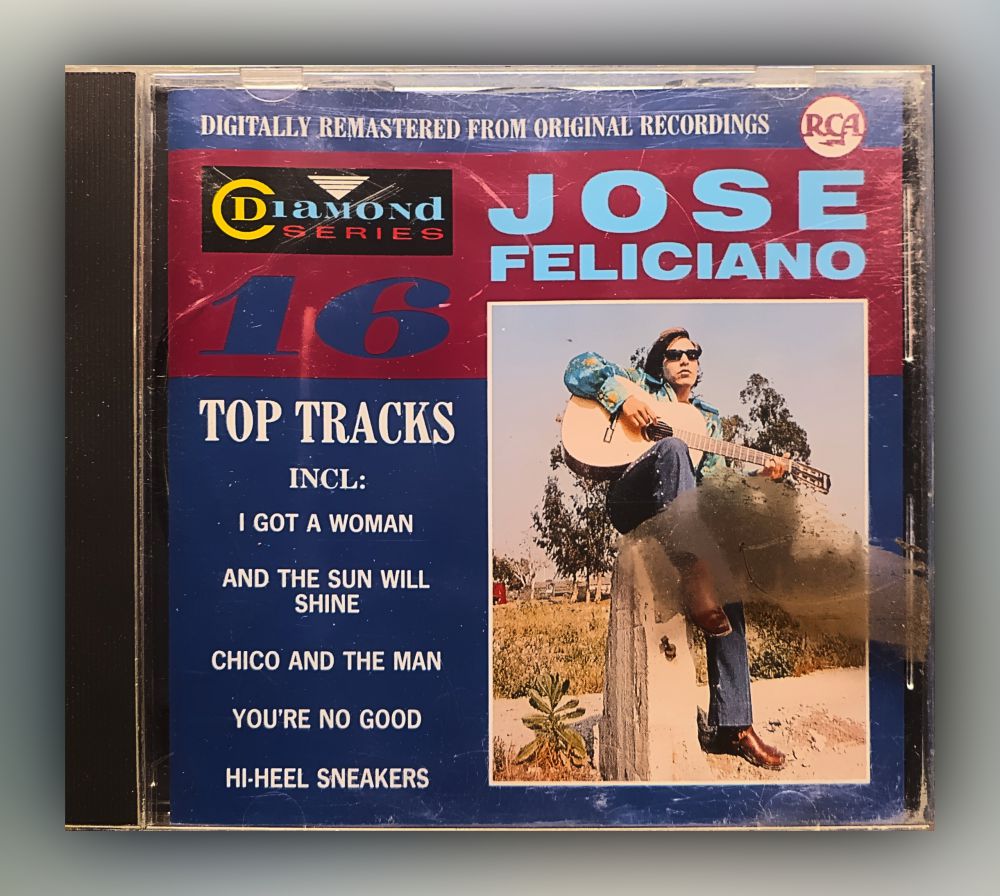 DIGITALLY REMASTERED FROM ORIGINAL RECORDINGS
RCA
CDIAMOND
SERIES
JOSE
FELICIANO
16
TOP TRACKS
INCL:
I GOT A WOMAN
AND THE SUN WILL
SHINE
CHICO AND THE MAN
YOU'RE NO GOOD
HI-HEEL SNEAKERS